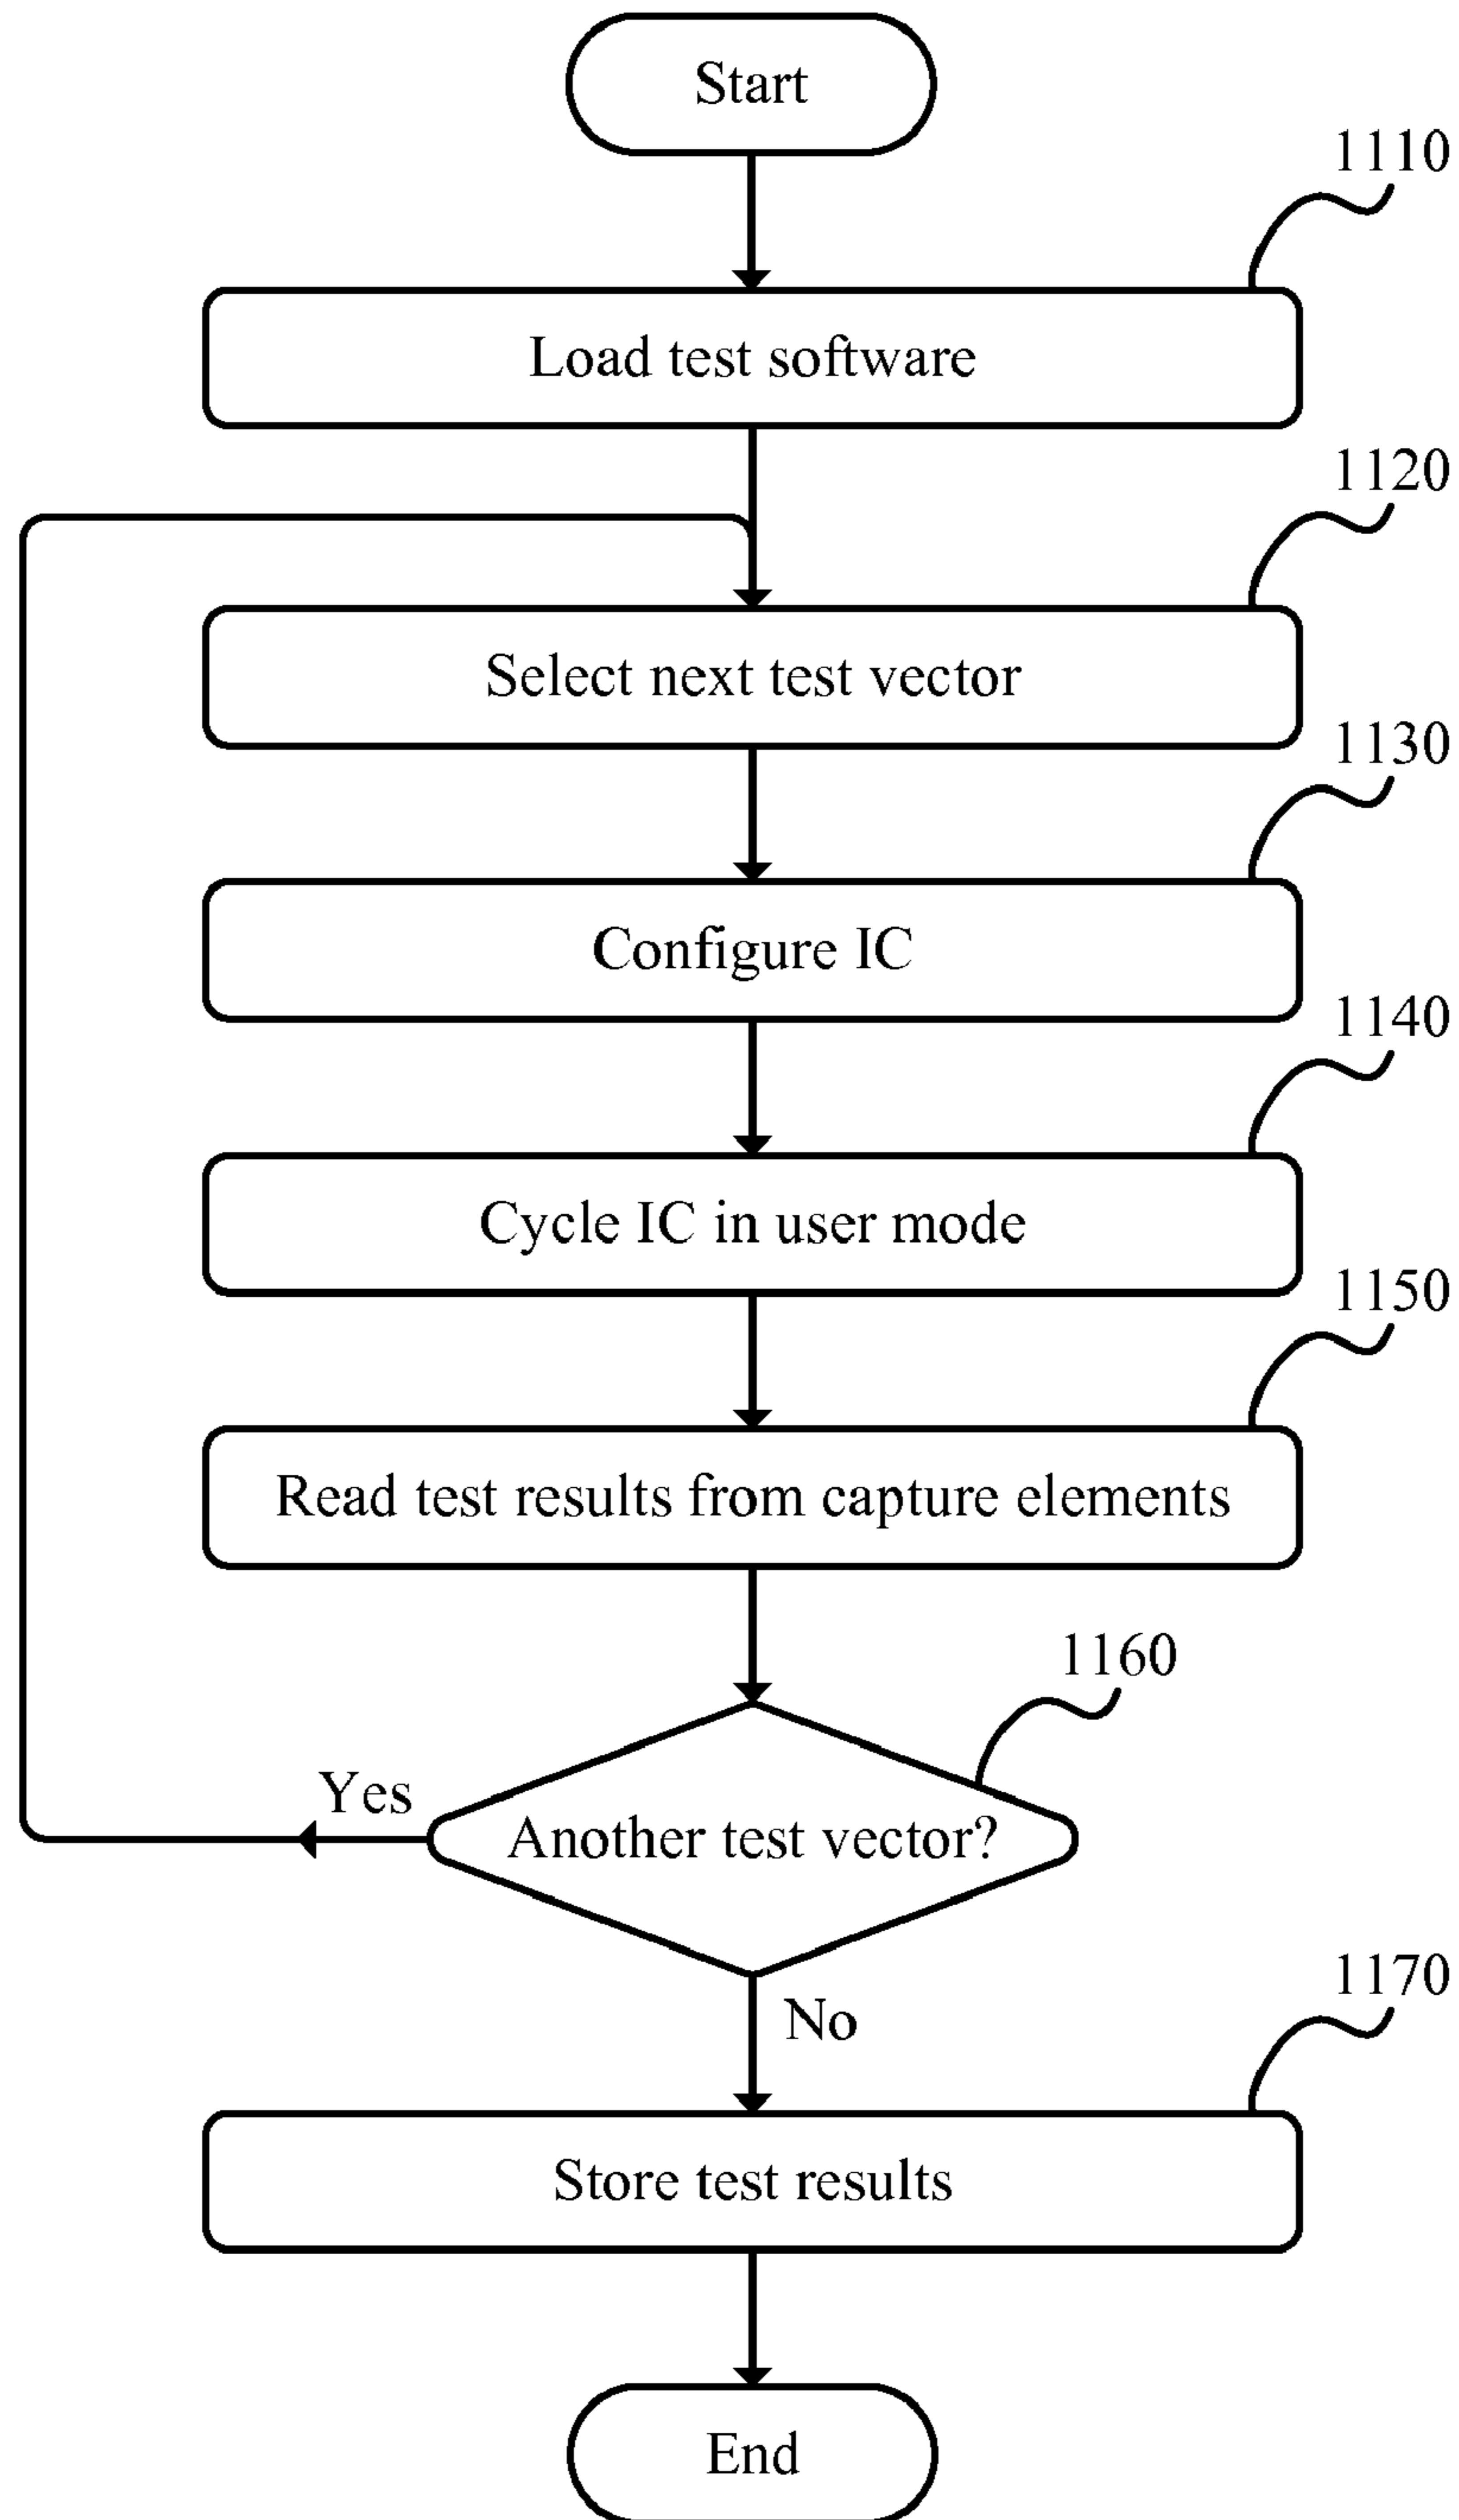 Start
1110
Load test software
1120
Select next test vector
1130
Configure IC
1140
Cycle IC in user mode
1150
Read test results from capture elements
1160
Yes
Another test vector?
No
1170
Store test results
End